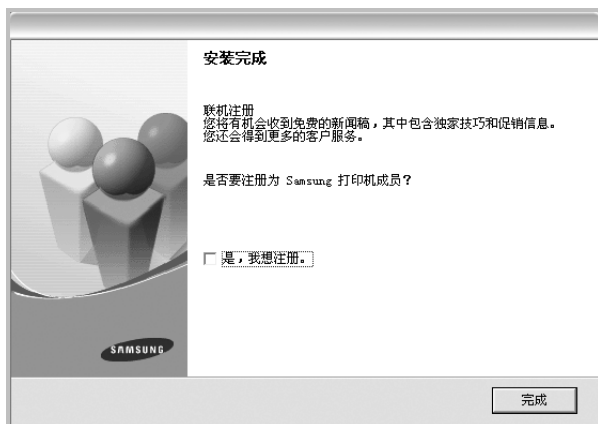 安装完成
联机注册
您将有机会收到免费的新闻稿，其中包含独家技巧和促销信息。
您还会得到更多的客户服务。
是否要注册为 Samsung 打印机成员？
是，我想注册。
SAMSUNG
完成